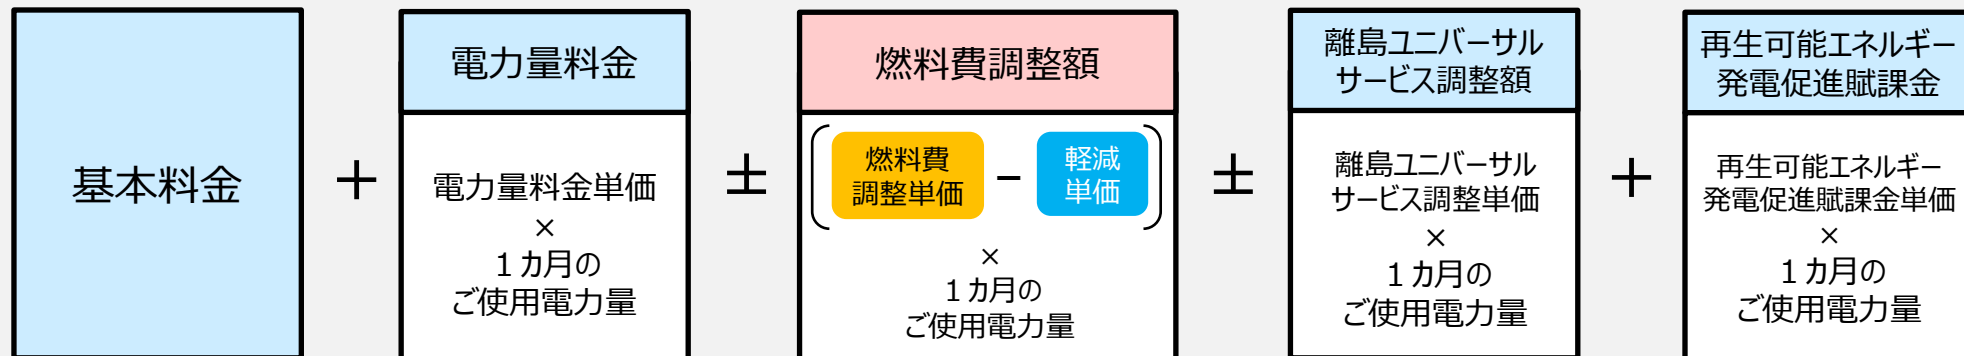 基本料金
＋
電力量料金
電力量料金単価
×
１カ月の
ご使用電力量
±
燃料費調整額
燃料費
調整単価
－
軽減
単価
×
１カ月の
ご使用電力量
±
離島ユニバーサル
サービス調整額
離島ユニバーサル
サービス調整単価
×
１カ月の
ご使用電力量
＋
再生可能エネルギー
発電促進賦課金
再生可能エネルギー
発電促進賦課金単価
×
１カ月の
ご使用電力量